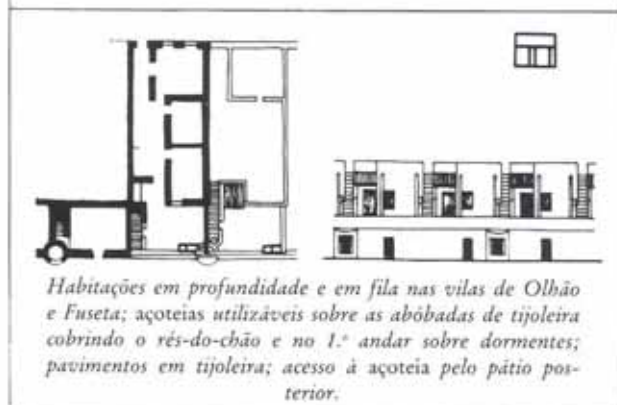 Habitações em profundidade e em fila nas vilas de Olhão
e Fuseta; açoteias utilizáveis sobre as abóbadas de tijoleira
cobrindo o rés-do-chão e no 1.º andar sobre dormentes;
pavimentos em tijoleira; acesso à açoteia pelo pátio pos-
terior.